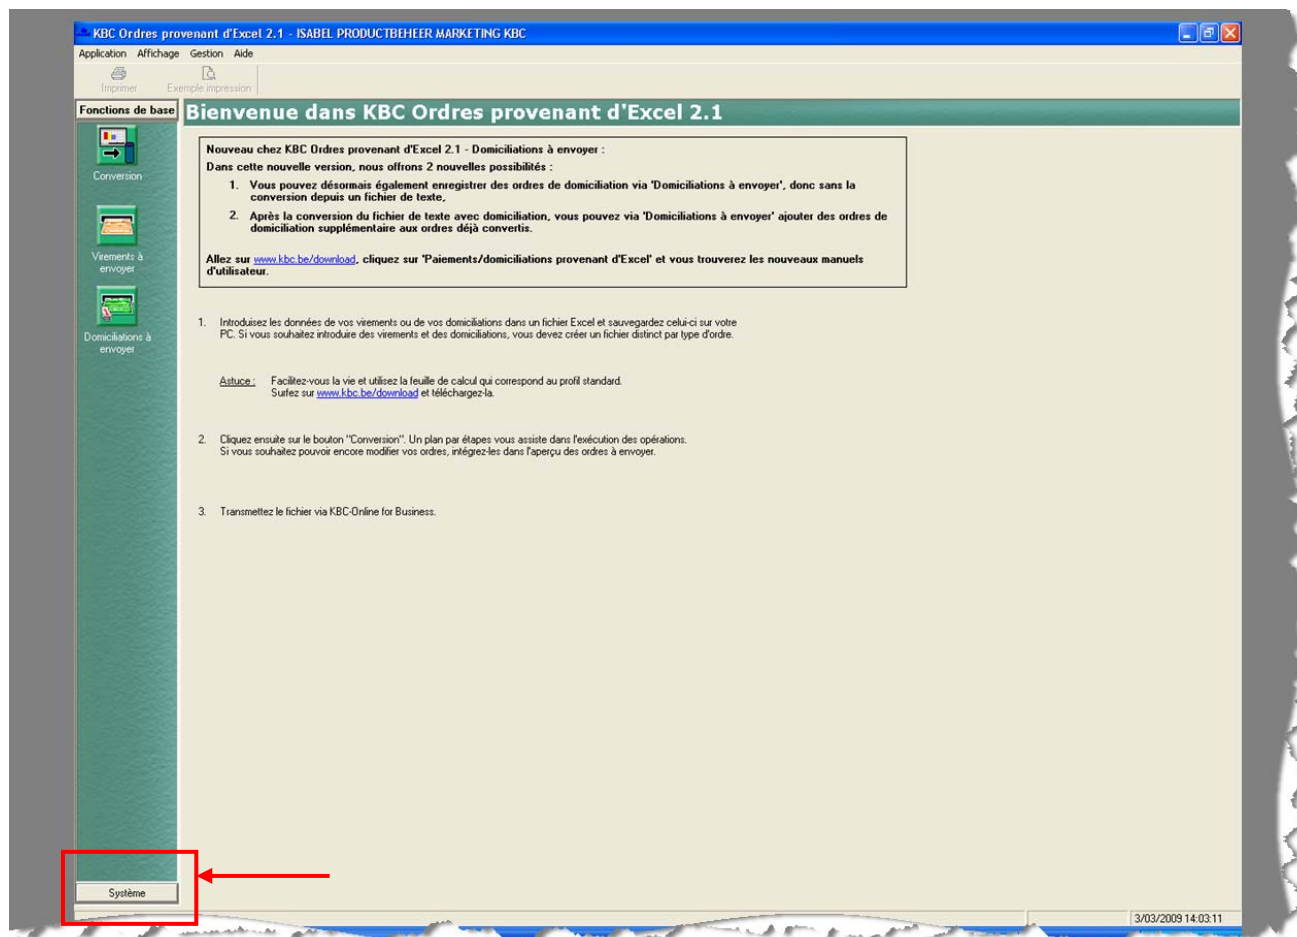 KBC Ordres provenant d'Excel 2.1 - ISABEL PRODUCTBEHEER MARKETING KBC
Application Affichage Gestion Aide
Imprimer Exemple impression
Fonctions de base
Bienvenue dans KBC Ordres provenant d'Excel 2.1
Conversion
Virements à
envoyer
Domiciliations à
envoyer
Nouveau chez KBC Ordres provenant d'Excel 2.1 - Domiciliations à envoyer :
Dans cette nouvelle version, nous offrons 2 nouvelles possibilités :
1. Vous pouvez désormais également enregistrer des ordres de domiciliation via 'Domiciliations à envoyer', donc sans la
conversion depuis un fichier de texte,
2. Après la conversion du fichier de texte avec domiciliation, vous pouvez via 'Domiciliations à envoyer' ajouter des ordres de
domiciliation supplémentaire aux ordres déjà convertis.
Allez sur www.kbc.be/download, cliquez sur 'Paiements/domiciliations provenant d'Excel' et vous trouverez les nouveaux manuels
d'utilisateur.
1. Introduisez les données de vos virements ou de vos domiciliations dans un fichier Excel et sauvegardez celui-ci sur votre
PC. Si vous souhaitez introduire des virements et des domiciliations, vous devez créer un fichier distinct par type d'ordre.
Astuce : Facilitez-vous la vie et utilisez la feuille de calcul qui correspond au profil standard.
Surfez sur www.kbc.be/download et téléchargez-la.
2. Cliquez ensuite sur le bouton "Conversion". Un plan par étapes vous assiste dans l'exécution des opérations.
Si vous souhaitez pouvoir encore modifier vos ordres, intégrez-les dans l'aperçu des ordres à envoyer.
3. Transmettez le fichier via KBC-Online for Business.
Système
3/03/2009 14:03:11